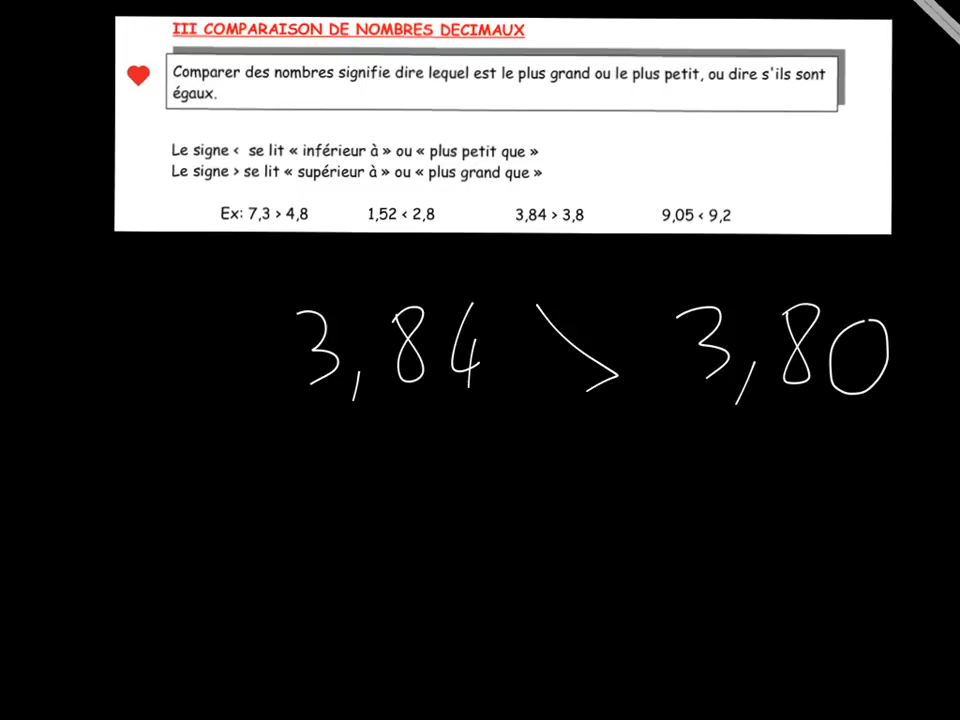 III COMPARAISON DE NOMBRES DECIMAUX
Comparer des nombres signifie dire lequel est le plus grand ou le plus petit, ou dire s'ils sont
égaux.
Le signe < se lit « inférieur à » ou « plus petit que »
Le signe > se lit « supérieur à » ou « plus grand que »
Ex: 7,3 > 4,8 1,52 < 2,8 3,84 > 3,8 9,05 < 9,2
3,84 > 3,80